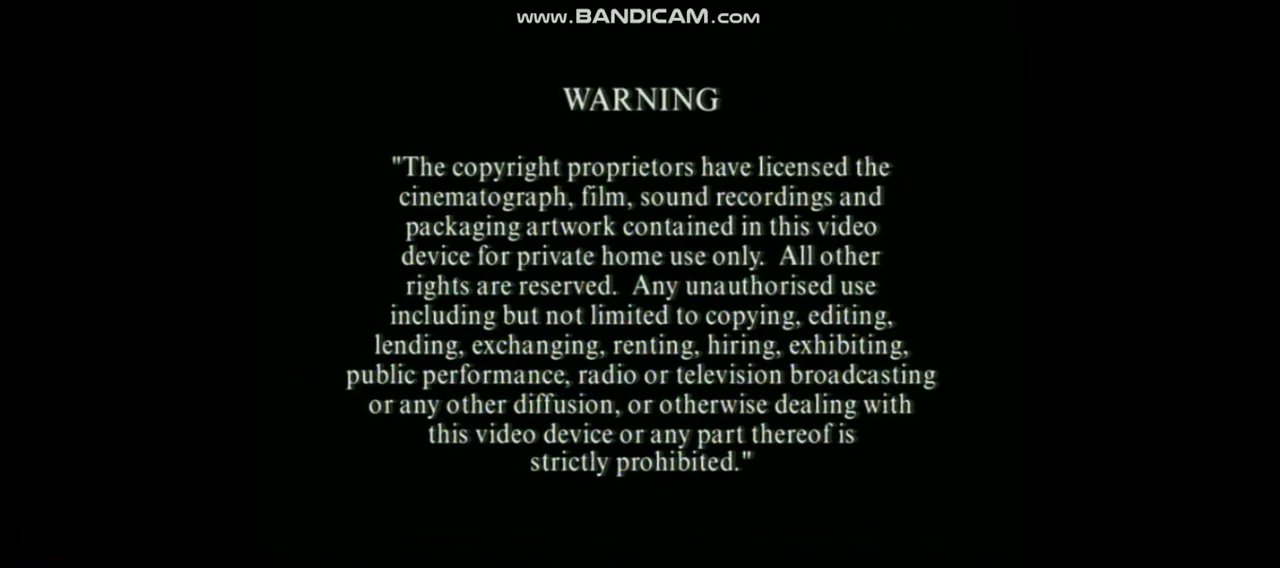 www.BANDICAM.com
WARNING
"The copyright proprietors have licensed the
cinematograph, film, sound recordings and
packaging artwork contained in this video
device for private home use only.  All other
rights are reserved.  Any unauthorised use
including but not limited to copying, editing,
lending, exchanging, renting, hiring, exhibiting,
public performance, radio or television broadcasting
or any other diffusion, or otherwise dealing with
this video device or any part thereof is
strictly prohibited."